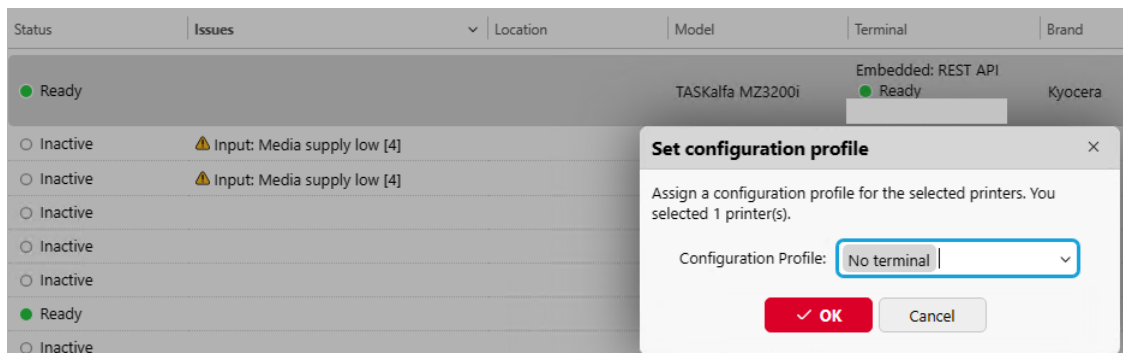 Status Issues Location Model Terminal Brand
Embedded: REST API
Ready TASKalfa MZ3200i Ready Kyocera
Inactive Input: Media supply low [4]
Inactive Input: Media supply low [4]
Inactive
Inactive
Inactive
Ready
Inactive
Set configuration profile
Assign a configuration profile for the selected printers. You
selected 1 printer(s).
Configuration Profile: No terminal
OK Cancel